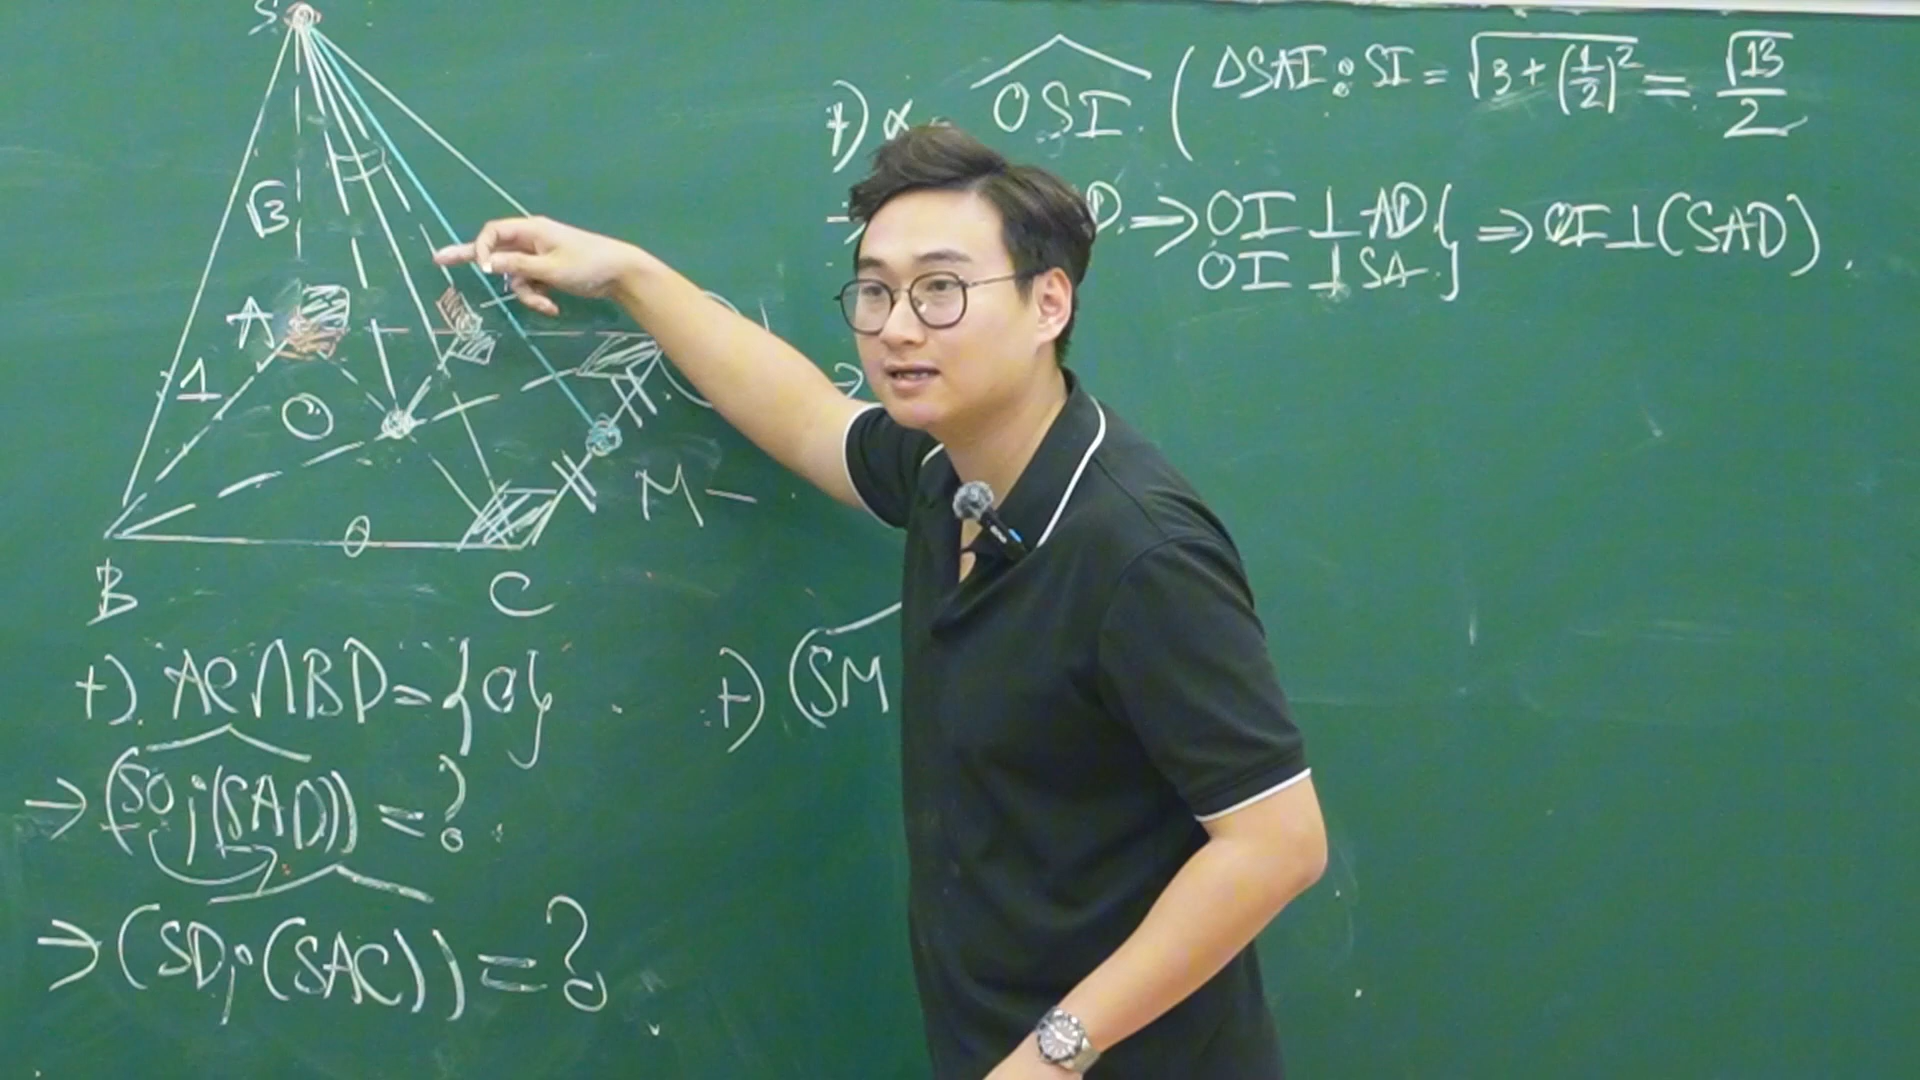 S
√3
A
1
O
M
B
C
+) AC∩BD = {O}
→ (SO; (SAD)) = ?
→ (SD; (SAC)) = ?
+) α OSI (ΔSAI: SI = √(3 + (1/2)²) = √13/2
D → OI ⊥ AD
OI ⊥ SA } ⇒ OI ⊥ (SAD).
+) (SM